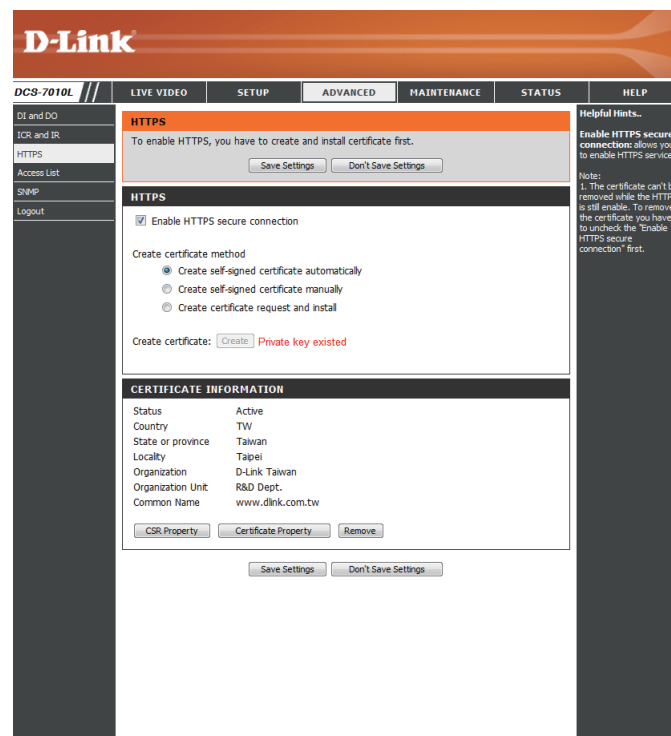 D-Link
DCS-7010L // LIVE VIDEO SETUP ADVANCED MAINTENANCE STATUS HELP
DI and DO
ICR and IR
HTTPS
Access List
SNMP
Logout
HTTPS
To enable HTTPS, you have to create and install certificate first.
Save Settings Don't Save Settings
HTTPS
Enable HTTPS secure connection
Create certificate method
Create self-signed certificate automatically
Create self-signed certificate manually
Create certificate request and install
Create certificate: Create Private key existed
CERTIFICATE INFORMATION
Status Active
Country TW
State or province Taiwan
Locality Taipei
Organization D-Link Taiwan
Organization Unit R&D Dept.
Common Name www.dlink.com.tw
CSR Property Certificate Property Remove
Save Settings Don't Save Settings
Helpful Hints..
Enable HTTPS secure
connection: allows you
to enable HTTPS service
Note:
1. The certificate can't b
removed while the HTTP
is still enable. To remove
the certificate you have
to uncheck the "Enable
HTTPS secure
connection" first.